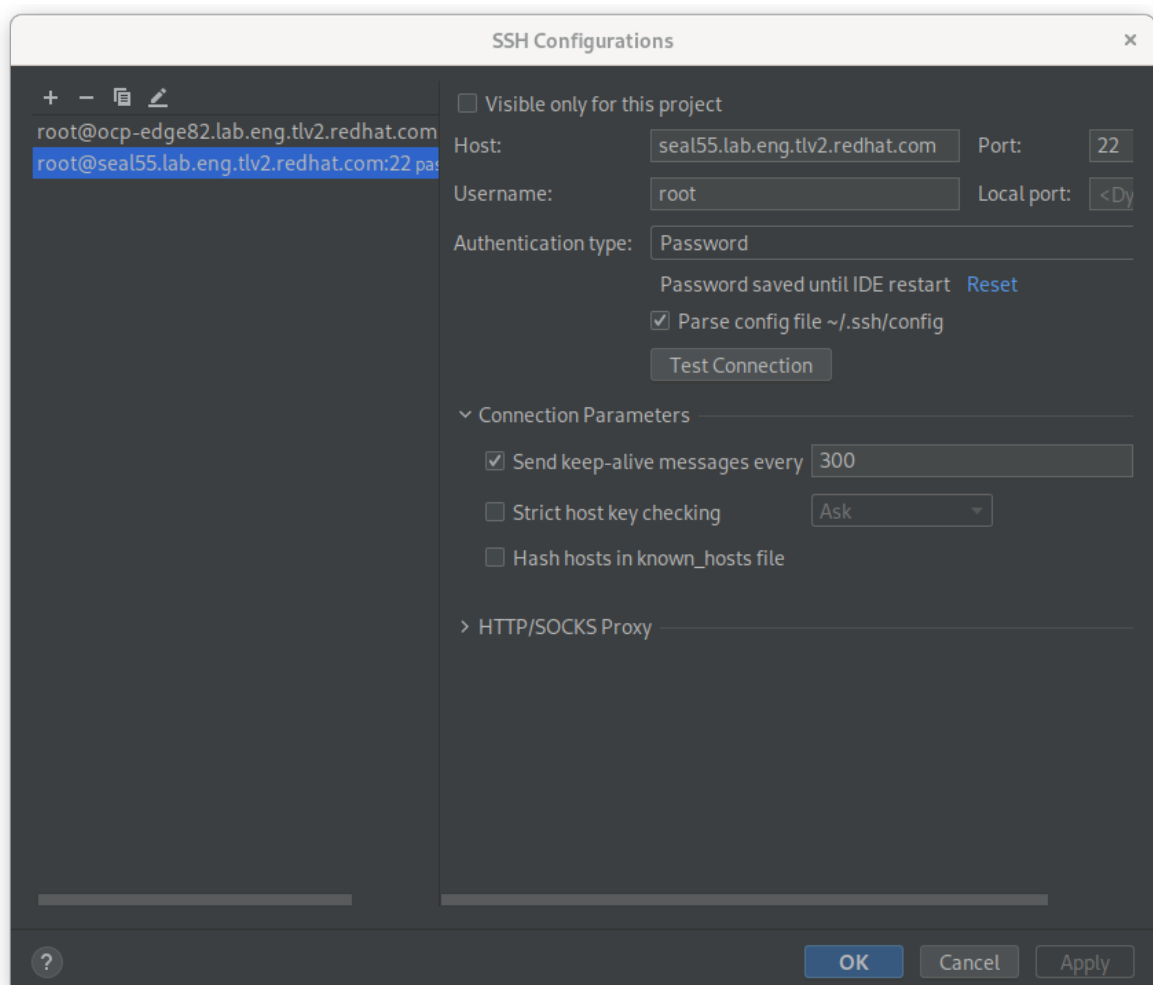 SSH Configurations
root@ocp-edge82.lab.eng.tlv2.redhat.com
root@seal55.lab.eng.tlv2.redhat.com:22 pas
Visible only for this project
Host: seal55.lab.eng.tlv2.redhat.com Port: 22
Username: root Local port: <Dy
Authentication type: Password
Password saved until IDE restart Reset
Parse config file ~/.ssh/config
Test Connection
Connection Parameters
Send keep-alive messages every 300
Strict host key checking Ask
Hash hosts in known_hosts file
HTTP/SOCKS Proxy
? OK Cancel Apply